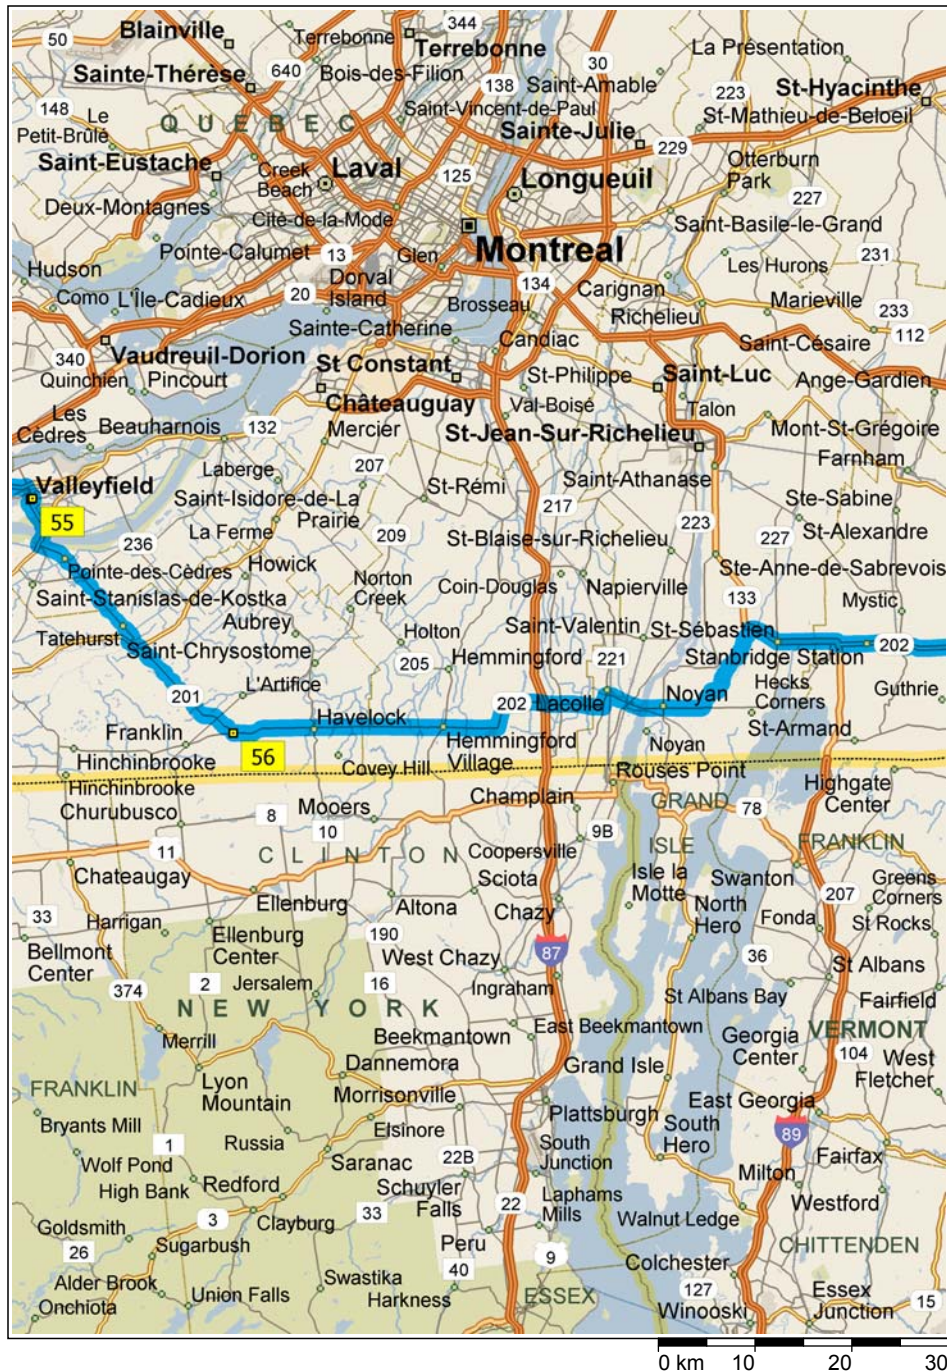 344
50
Blainville
Terrebonne
Terrebonne
La Présentation
Sainte-Thérèse
640
Bois-des-Filion
138
30
Saint-Amable
223
St-Hyacinthe
148
Le
Petit-Brûlé
Saint-Vincent-de-Paul
St-Mathieu-de-Beloeil
QUEBEC
Sainte-Julie
229
Saint-Eustache
Creek
Beach
Laval
125
Longueuil
Otterburn
Park
Deux-Montagnes
Cité-de-la-Mode
227
Saint-Basile-le-Grand
Pointe-Calumet
13
Glen
Montreal
Les Hurons
231
Hudson
Dorval
Island
134
Carignan
Como
L'Île-Cadieux
20
Brosseau
Richelieu
Marieville
233
Sainte-Catherine
112
340
Vaudreuil-Dorion
Candiac
Saint-Césaire
Quinchien
Pincourt
St Constant
St-Philippe
Saint-Luc
Ange-Gardien
Châteauguay
Val-Boisé
Talon
Les
Cèdres
Beauharnois
132
Mercier
St-Jean-Sur-Richelieu
Mont-St-Grégoire
Laberge
207
Farnham
Valleyfield
Saint-Isidore-de-La
Prairie
St-Rémi
Saint-Athanase
55
217
Ste-Sabine
La Ferme
209
223
St-Alexandre
236
St-Blaise-sur-Richelieu
227
Pointe-des-Cèdres
Howick
Norton
Creek
Coin-Douglas
Napierville
Ste-Anne-de-Sabrevois
Saint-Stanislas-de-Kostka
133
Mystic
Aubrey
Saint-Valentin
St-Sébastien
Tatehurst
Saint-Chrysostome
Holton
205
Hemmingford
221
Stanbridge Station
202
201
L'Artifice
202
Lacolle
Noyan
Hecks
Corners
Guthrie
Franklin
Havelock
St-Armand
Hinchinbrooke
56
Hemmingford
Village
Noyan
Covey Hill
Rouses Point
Hinchinbrooke
Highgate
Center
Churubusco
Mooers
Champlain
GRAND
78
8
10
9B
11
CLINTON
Coopersville
ISLE
FRANKLIN
Chateaugay
Isle la
Motte
Swanton
Greens
Corners
Sciota
207
33
Ellenburg
Altona
Chazy
North
Hero
Fonda
St Rocks
Harrigan
Bellmont
Center
Ellenburg
Center
190
West Chazy
87
36
St Albans
2
Jersalem
16
Ingraham
374
St Albans Bay
Fairfield
NEW YORK
Beekmantown
East Beekmantown
Georgia
Center
VERMONT
Merrill
104
Dannemora
Grand Isle
West
Fletcher
FRANKLIN
Lyon
Mountain
Morrisonville
East Georgia
Bryants Mill
Plattsburgh
Elsinore
South
Hero
89
1
Russia
22B
South
Junction
Fairfax
Wolf Pond
Saranac
Milton
High Bank
Redford
Schuyler
Falls
Laphams
Mills
Westford
33
22
Goldsmith
3
Clayburg
Walnut Ledge
26
Sugarbush
Peru
9
CHITTENDEN
Colchester
Alder Brook
Swastika
40
127
Onchiota
Union Falls
Harkness
ESSEX
Winooski
Essex
Junction
15
0 km 10 20 30